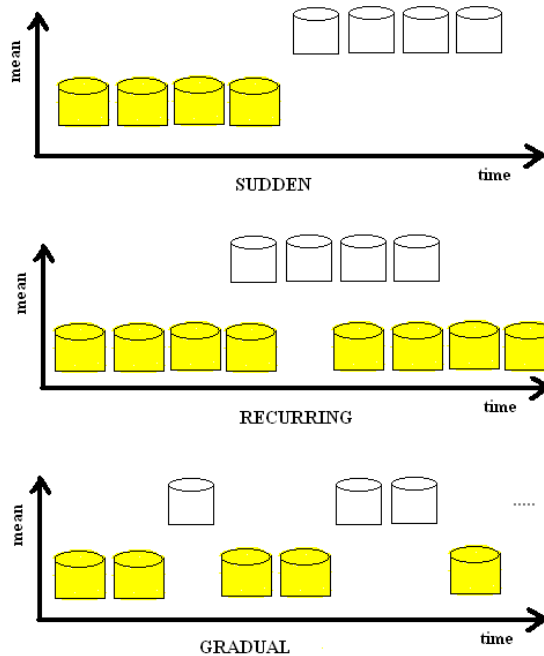 mean
time
SUDDEN
mean
time
RECURRING
mean
.....
time
GRADUAL